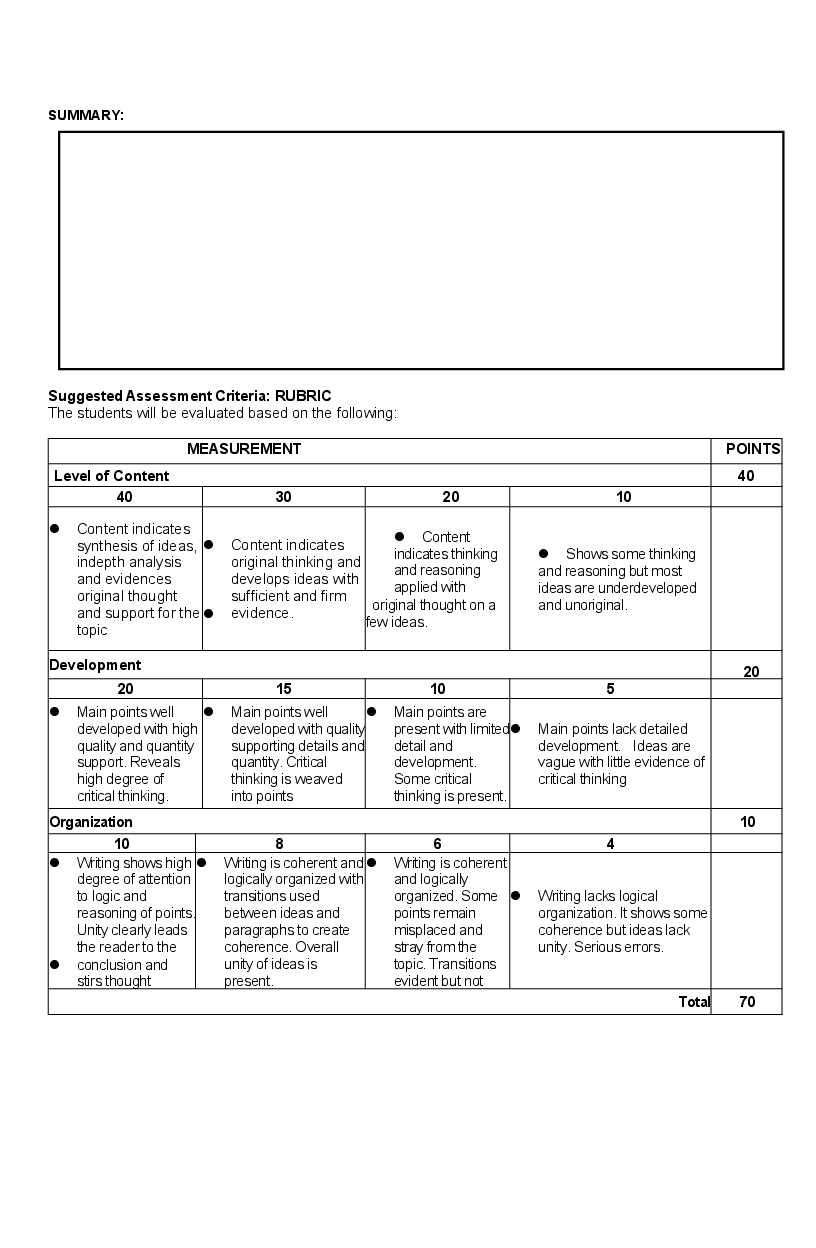 SUMMARY:
Suggested Assessment Criteria: RUBRIC
The students will be evaluated based on the following:
MEASUREMENT POINTS
Level of Content 40
40 30 20 10
● Content indicates
synthesis of ideas,
indepth analysis
and evidences
original thought
and support for the
topic
● Content indicates
original thinking and
develops ideas with
sufficient and firm
● evidence.
● Content
indicates thinking
and reasoning
applied with
original thought on a
few ideas.
● Shows some thinking
and reasoning but most
ideas are underdeveloped
and unoriginal.
Development 20
20 15 10 5
● Main points well
developed with high
quality and quantity
support. Reveals
high degree of
critical thinking.
● Main points well
developed with quality
supporting details and
quantity. Critical
thinking is weaved
into points
● Main points are
present with limited
detail and
development.
Some critical
thinking is present.
● Main points lack detailed
development. Ideas are
vague with little evidence of
critical thinking
Organization 10
10 8 6 4
● Writing shows high
degree of attention
to logic and
reasoning of points.
Unity clearly leads
the reader to the
● conclusion and
stirs thought
● Writing is coherent and
logically organized with
transitions used
between ideas and
paragraphs to create
coherence. Overall
unity of ideas is
present.
● Writing is coherent
and logically
organized. Some
points remain
misplaced and
stray from the
topic. Transitions
evident but not
● Writing lacks logical
organization. It shows some
coherence but ideas lack
unity. Serious errors.
Total 70